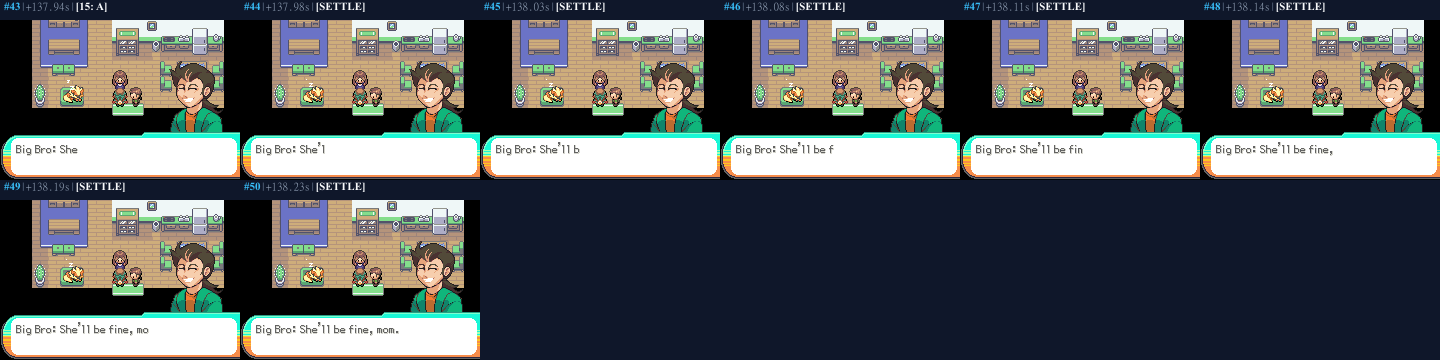 #43|+137.94s|[15: A]
#44|+137.98s|[SETTLE]
#45|+138.03s|[SETTLE]
#46|+138.08s|[SETTLE]
#47|+138.11s|[SETTLE]
#48|+138.14s|[SETTLE]
Big Bro: She
Big Bro: She'l
Big Bro: She'll b
Big Bro: She'll be f
Big Bro: She'll be fin
Big Bro: She'll be fine,
#49|+138.19s|[SETTLE]
#50|+138.23s|[SETTLE]
Big Bro: She'll be fine, mo
Big Bro: She'll be fine, mom.